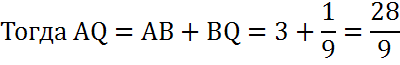 Тогда AQ = AB + BQ = 3 + 1/9 = 28/9